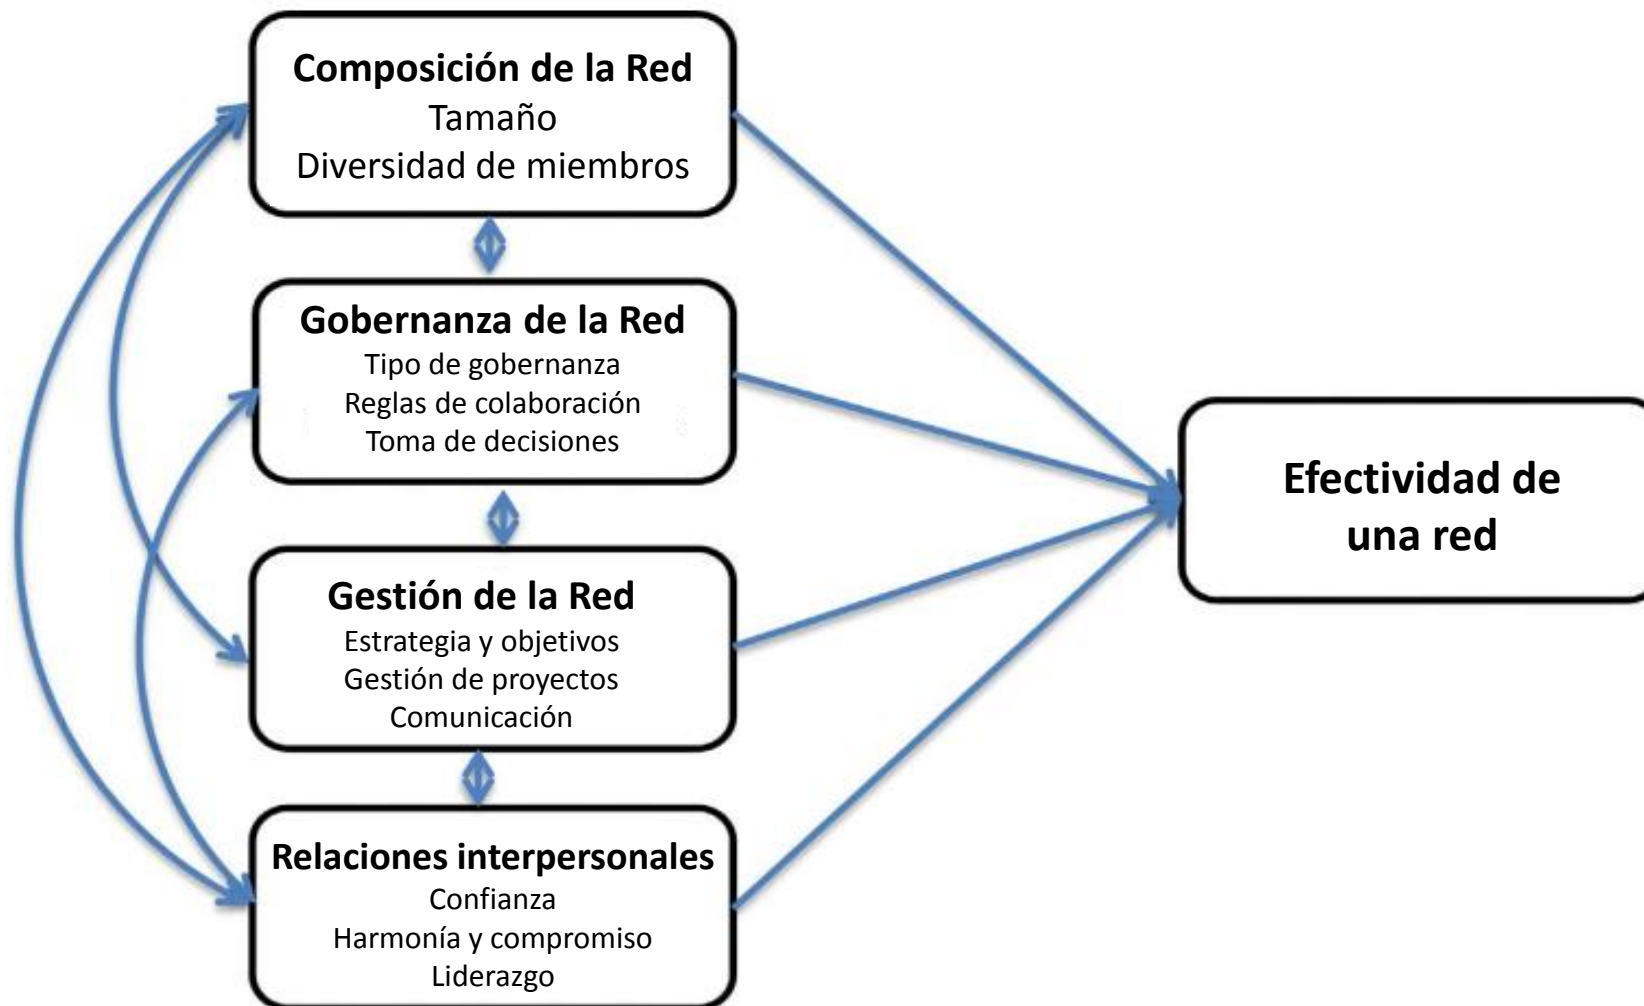 Composición de la Red
Tamaño
Diversidad de miembros
Gobernanza de la Red
Tipo de gobernanza
Reglas de colaboración
Toma de decisiones
Gestión de la Red
Estrategia y objetivos
Gestión de proyectos
Comunicación
Relaciones interpersonales
Confianza
Harmonía y compromiso
Liderazgo
Efectividad de
una red